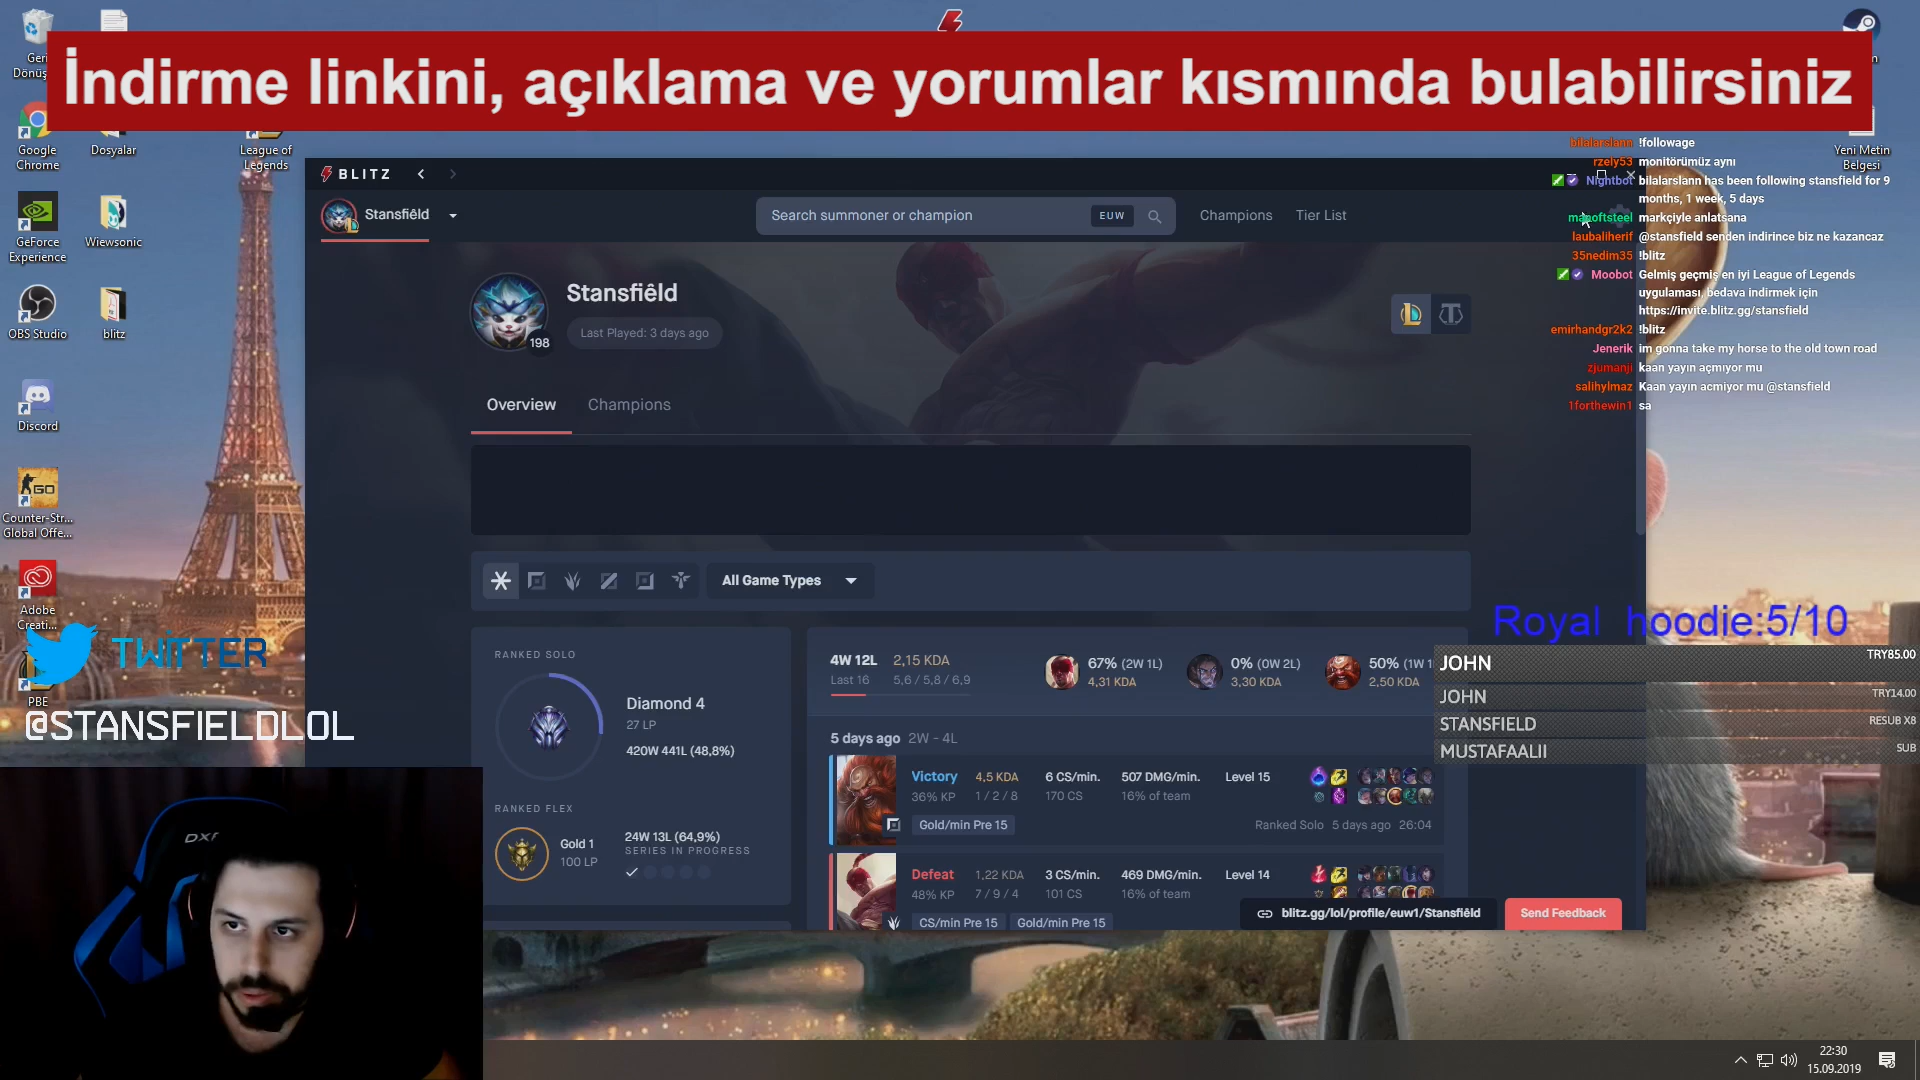 İndirme linkini, açıklama ve yorumlar kısmında bulabilirsiniz
Google
Chrome
Dosyalar
League of
Legends
Yeni Metin
Belgesi
GeForce
Experience
Wiewsonic
OBS Studio
blitz
Discord
Counter-Str...
Global Offe...
Adobe
Creati...
PBE
TWİTTER
@STANSFIELDLOL
BLITZ
Stansfiêld
Search summoner or champion
EUW
Champions
Tier List
Stansfiêld
198
Last Played: 3 days ago
Overview
Champions
All Game Types
RANKED SOLO
Diamond 4
27 LP
420W 441L (48,8%)
RANKED FLEX
Gold 1
100 LP
24W 13L (64,9%)
SERIES IN PROGRESS
4W 12L
2,15 KDA
Last 16
5,6 / 5,8 / 6,9
67% (2W 1L)
4,31 KDA
0% (0W 2L)
3,30 KDA
50% (1W 1
2,50 KDA
5 days ago 2W - 4L
Victory 4,5 KDA 6 CS/min. 507 DMG/min. Level 15
36% KP 1 / 2 / 8 170 CS 16% of team
Gold/min Pre 15
Ranked Solo 5 days ago 26:04
Defeat 1,22 KDA 3 CS/min. 469 DMG/min. Level 14
48% KP 7 / 9 / 4 101 CS 16% of team
CS/min Pre 15 Gold/min Pre 15
blitz.gg/lol/profile/euw1/Stansfiêld
Send Feedback
bilalarslann !followage
rzely53 monitörümüz aynı
Nightbot bilalarslann has been following stansfield for 9
months, 1 week, 5 days
manoftsteel markçiyle anlatsana
laubaliherif @stansfield senden indirince biz ne kazancaz
35nedim35 !blitz
Moobot Gelmiş geçmiş en iyi League of Legends
uygulaması, bedava indirmek için
https://invite.blitz.gg/stansfield
emirhandgr2k2 !blitz
Jenerik im gonna take my horse to the old town road
zjumanji kaan yayın açmıyor mu
salihylmaz Kaan yayın acmiyor mu @stansfield
1forthewin1 sa
Royal hoodie:5/10
JOHN TRY85.00
JOHN TRY14.00
STANSFIELD RESUB X8
MUSTAFAALII SUB
22:30
15.09.2019